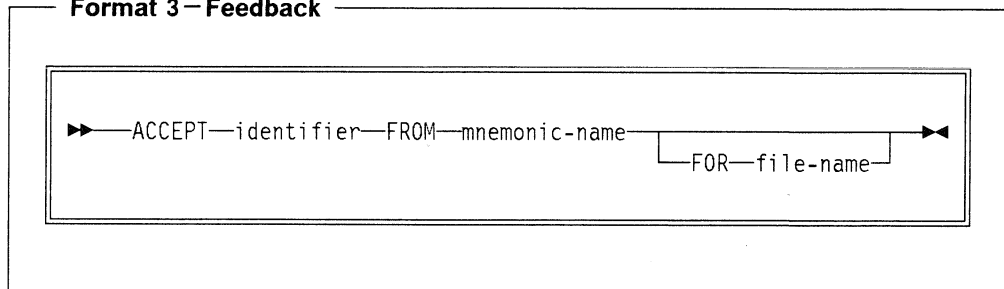 Format 3—Feedback
ACCEPT—identifier—FROM—mnemonic-name
FOR—file-name